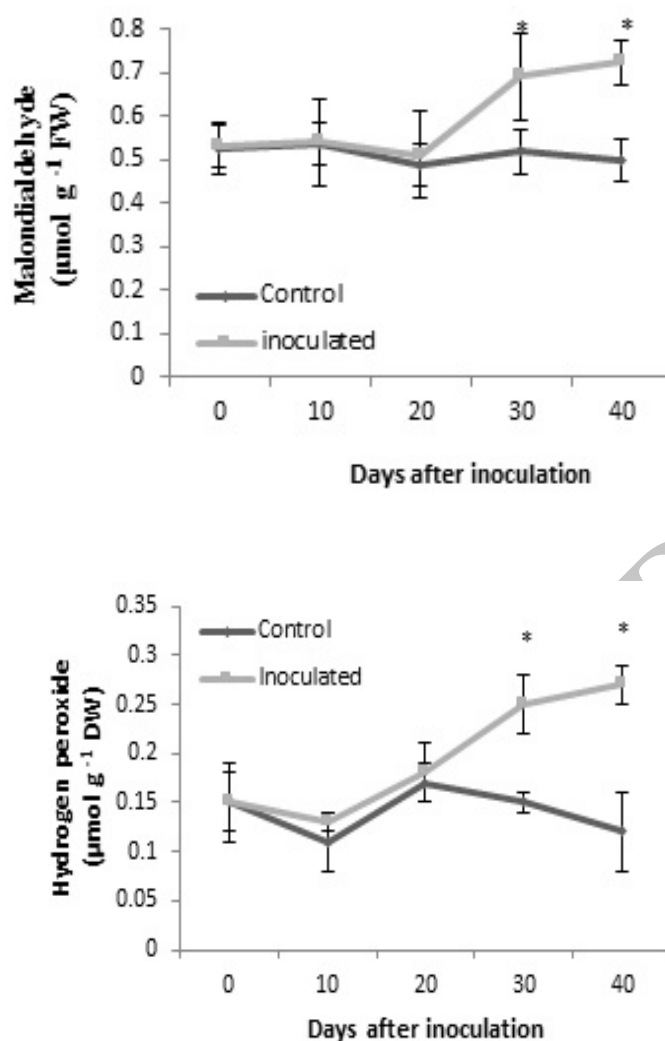 Malondialdehyde
(μmol g -1 FW)
0.8
0.7
0.6
0.5
0.4
0.3
0.2
0.1
0
* *
Control
inoculated
0 10 20 30 40
Days after inoculation
Hydrogen peroxide
(μmol g -1 DW)
0.35
0.3
0.25
0.2
0.15
0.1
0.05
0
* *
Control
Inoculated
0 10 20 30 40
Days after inoculation